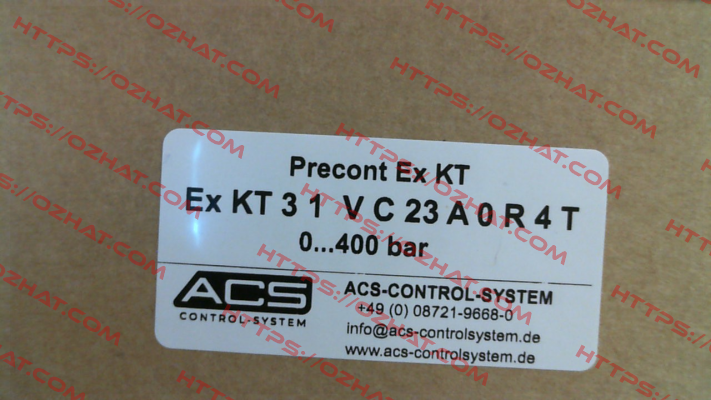 Precont Ex KT
Ex KT 3 1 V C 23 A 0 R 4 T
0...400 bar
ACS
CONTROL-SYSTEM
ACS-CONTROL-SYSTEM
+49 (0) 08721-9668-0
info@acs-controlsystem.de
www.acs-controlsystem.de
HTTPS://OZHAT.COM